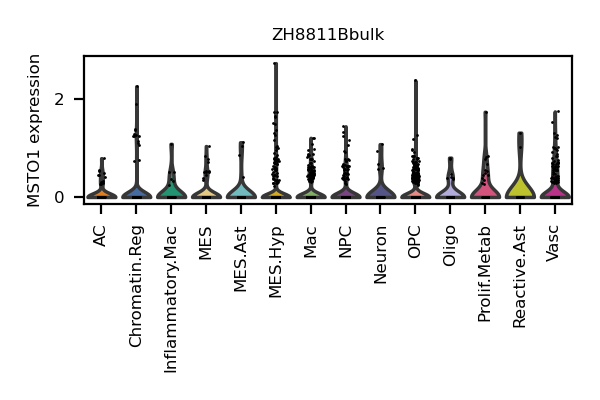 ZH8811Bbulk
MSTO1 expression
2
0
AC
Chromatin.Reg
Inflammatory.Mac
MES
MES.Ast
MES.Hyp
Mac
NPC
Neuron
OPC
Oligo
Prolif.Metab
Reactive.Ast
Vasc